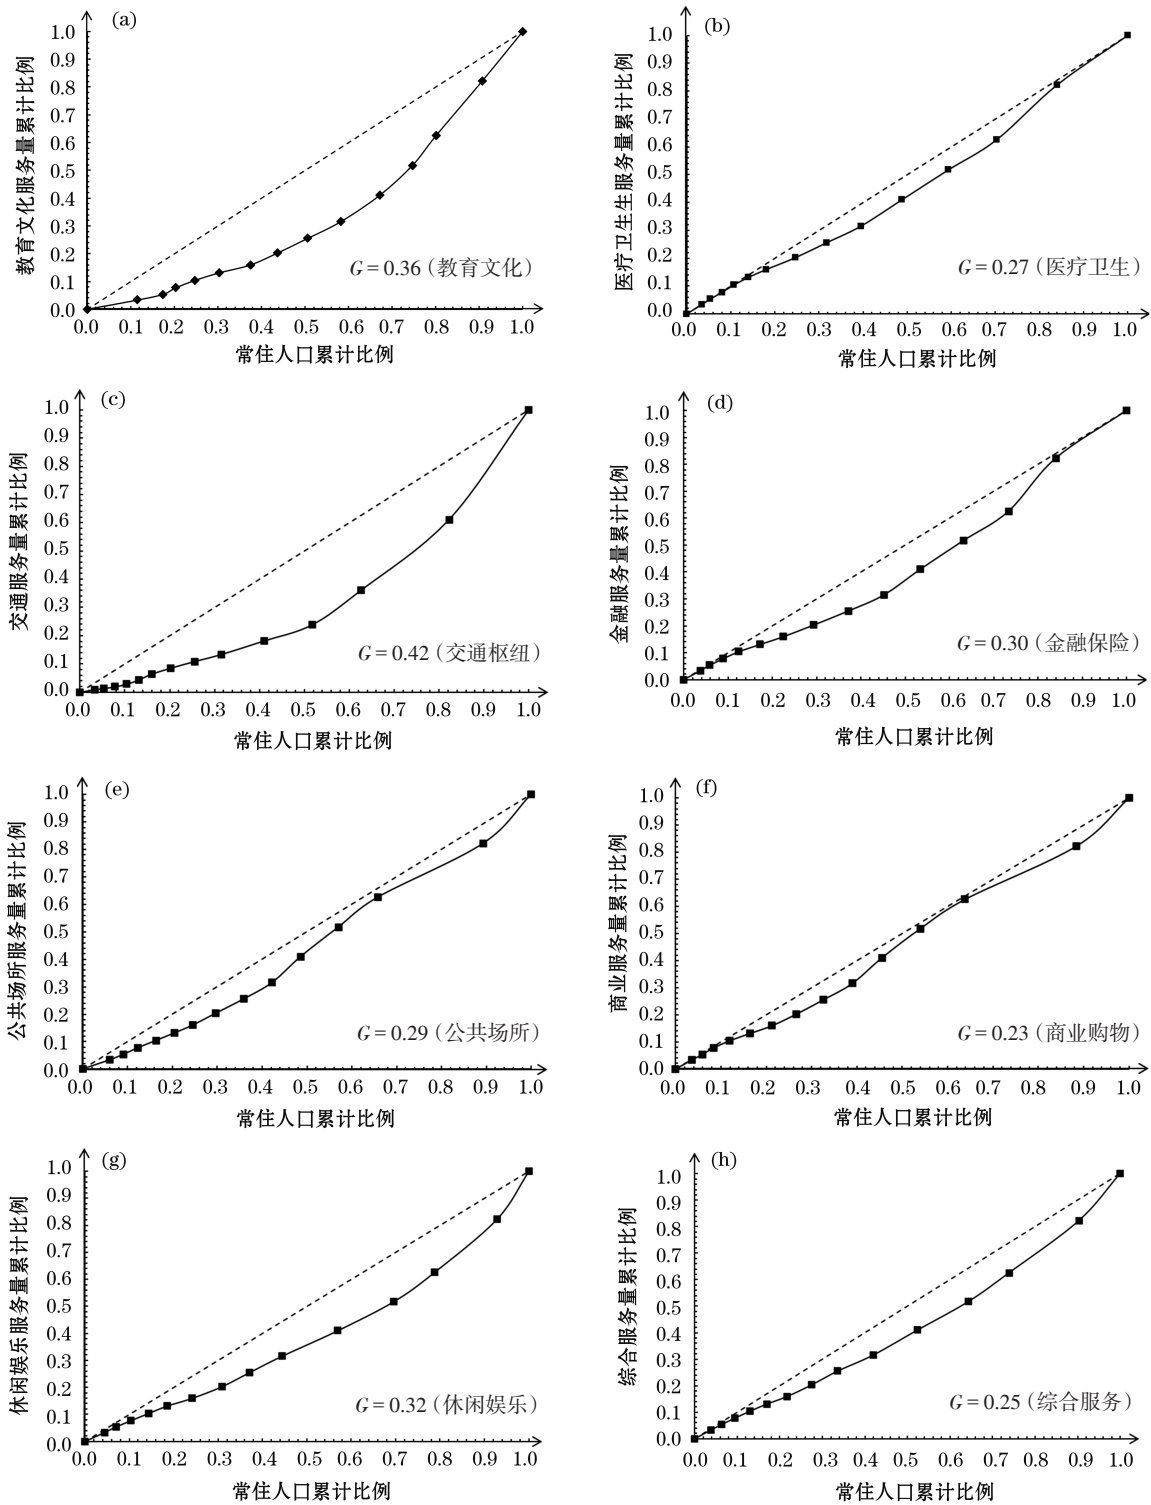 (a)
教育文化服务量累计比例
1.0
0.9
0.8
0.7
0.6
0.5
0.4
0.3
0.2
0.1
0.0
G = 0.36（教育文化）
0.0 0.1 0.2 0.3 0.4 0.5 0.6 0.7 0.8 0.9 1.0
常住人口累计比例
(b)
医疗卫生生服务量累计比例
1.0
0.9
0.8
0.7
0.6
0.5
0.4
0.3
0.2
0.1
0.0
G = 0.27（医疗卫生）
0.0 0.1 0.2 0.3 0.4 0.5 0.6 0.7 0.8 0.9 1.0
常住人口累计比例
(c)
交通服务量累计比例
1.0
0.9
0.8
0.7
0.6
0.5
0.4
0.3
0.2
0.1
0.0
G = 0.42（交通枢纽）
0.0 0.1 0.2 0.3 0.4 0.5 0.6 0.7 0.8 0.9 1.0
常住人口累计比例
(d)
金融服务量累计比例
1.0
0.9
0.8
0.7
0.6
0.5
0.4
0.3
0.2
0.1
0.0
G = 0.30（金融保险）
0.0 0.1 0.2 0.3 0.4 0.5 0.6 0.7 0.8 0.9 1.0
常住人口累计比例
(e)
公共场所服务量累计比例
1.0
0.9
0.8
0.7
0.6
0.5
0.4
0.3
0.2
0.1
0.0
G = 0.29（公共场所）
0.0 0.1 0.2 0.3 0.4 0.5 0.6 0.7 0.8 0.9 1.0
常住人口累计比例
(f)
商业服务量累计比例
1.0
0.9
0.8
0.7
0.6
0.5
0.4
0.3
0.2
0.1
0.0
G = 0.23（商业购物）
0.0 0.1 0.2 0.3 0.4 0.5 0.6 0.7 0.8 0.9 1.0
常住人口累计比例
(g)
休闲娱乐服务量累计比例
1.0
0.9
0.8
0.7
0.6
0.5
0.4
0.3
0.2
0.1
0.0
G = 0.32（休闲娱乐）
0.0 0.1 0.2 0.3 0.4 0.5 0.6 0.7 0.8 0.9 1.0
常住人口累计比例
(h)
综合服务量累计比例
1.0
0.9
0.8
0.7
0.6
0.5
0.4
0.3
0.2
0.1
0.0
G = 0.25（综合服务）
0.0 0.1 0.2 0.3 0.4 0.5 0.6 0.7 0.8 0.9 1.0
常住人口累计比例